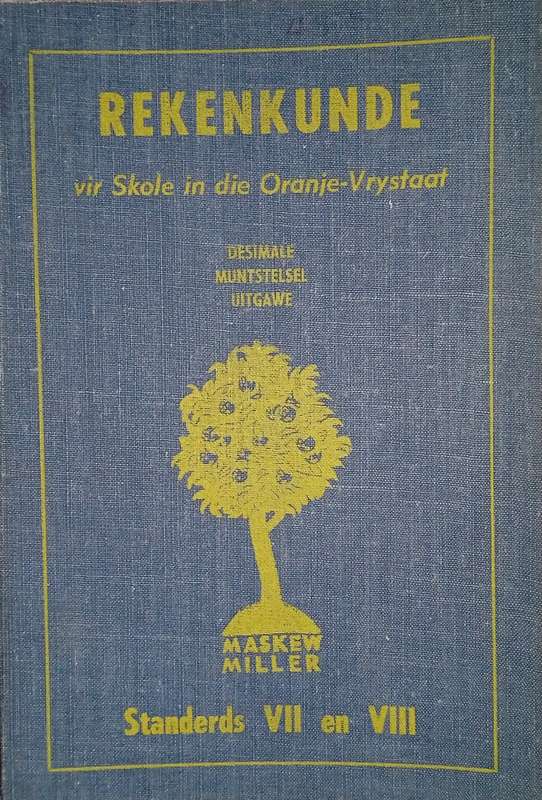 REKENKUNDE
vir Skole in die Oranje-Vrystaat
DESIMALE
MUNTSTELSEL
UITGAWE
MASKEW
MILLER
Standerds VII en VIII